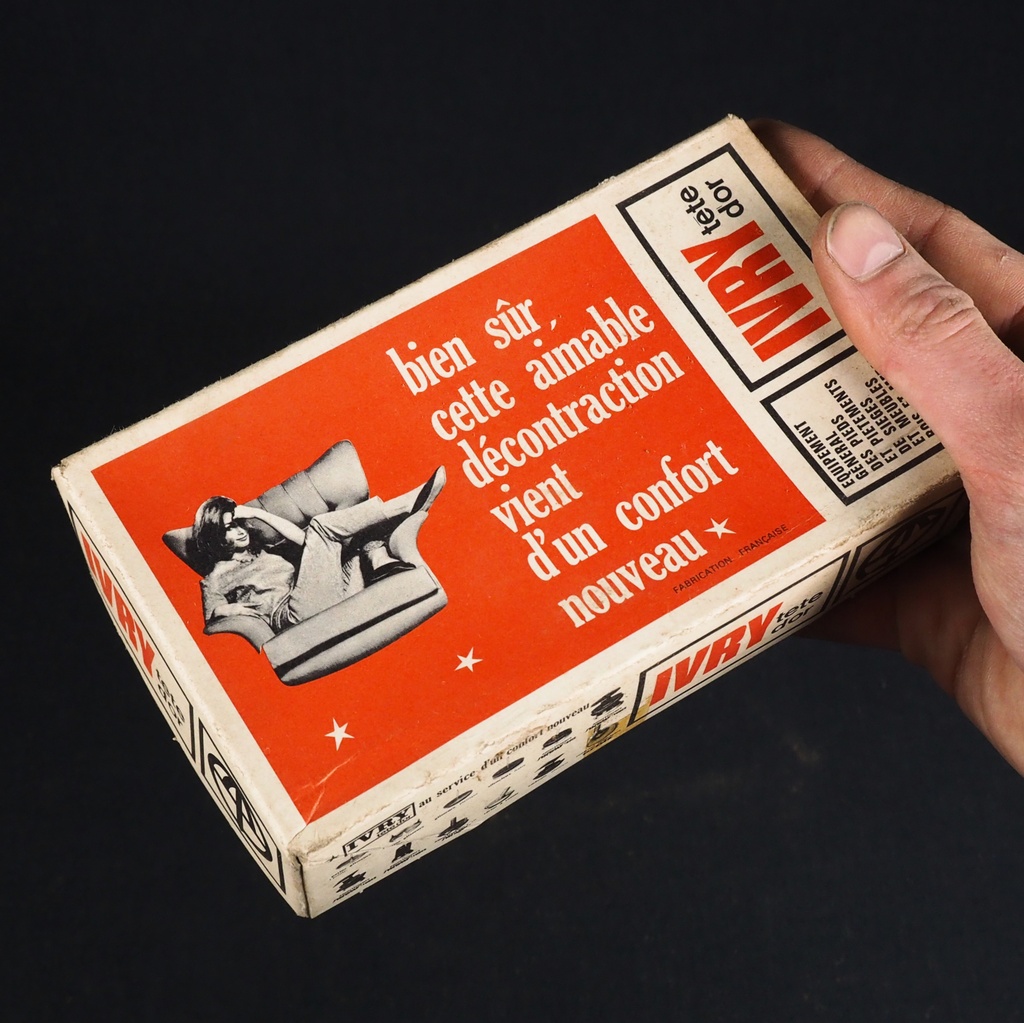 bien sûr,
cette aimable
décontraction
vient
d'un confort
nouveau
FABRICATION FRANÇAISE
IVRY tete
dor
EQUIPEMENT
GENERAL
DES PIEDS
ET PIETEMENTS
DE SIEGES
ET MEUBLES
IVRY tete
dor
IVRY tete
dor
IVRY
au service d'un confort nouveau